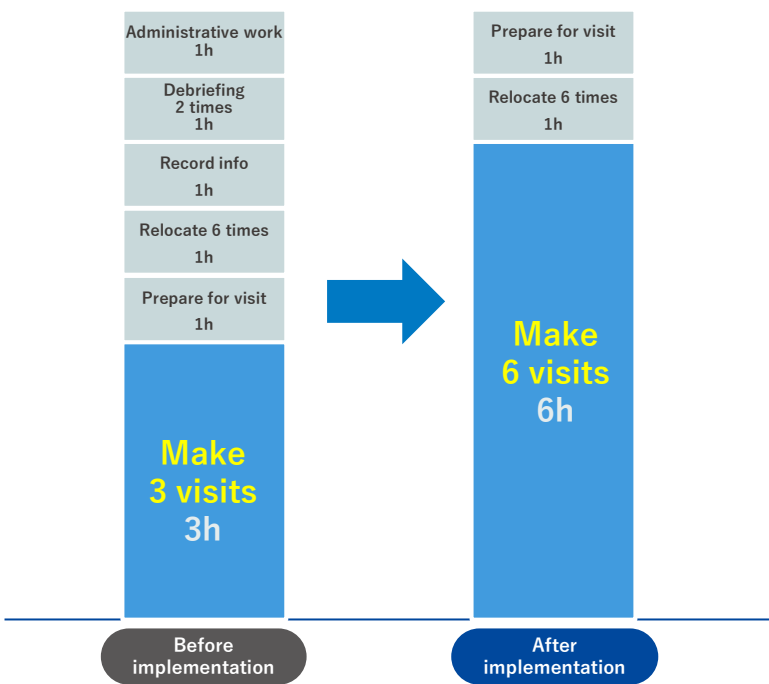 Administrative work
1h
Debriefing
2 times
1h
Record info
1h
Relocate 6 times
1h
Prepare for visit
1h
Make
3 visits
3h
Before
implementation
Prepare for visit
1h
Relocate 6 times
1h
Make
6 visits
6h
After
implementation